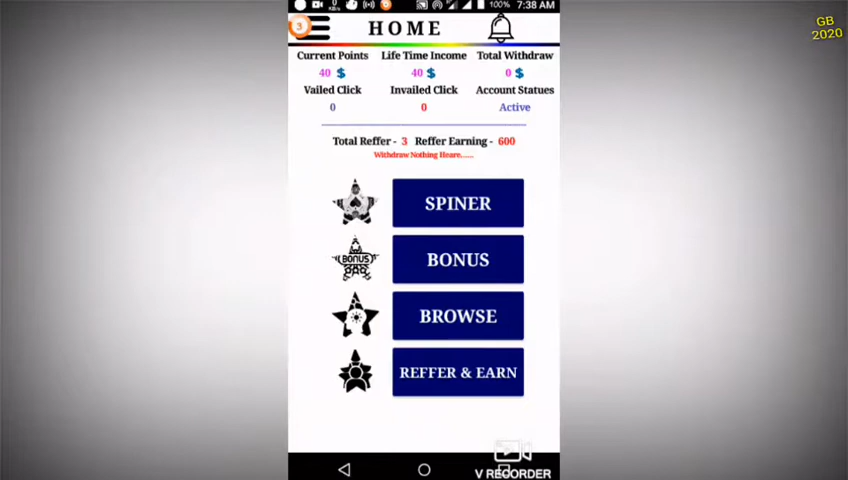 100% 7:38 AM
GB
2020
3
HOME
Current Points Life Time Income Total Withdraw
40 $ 40 $ 0 $
Vailed Click Invailed Click Account Statues
0 0 Active
Total Reffer - 3 Reffer Earning - 600
Withdraw Nothing Heare......
SPINER
BONUS
BONUS
BROWSE
REFFER & EARN
V RECORDER